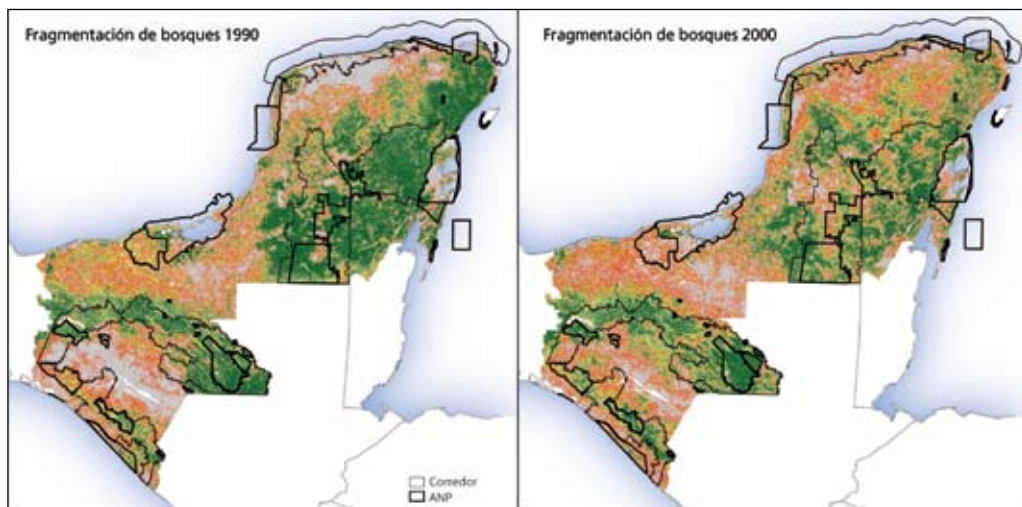 Fragmentación de bosques 1990
Fragmentación de bosques 2000
Corredor
ANP